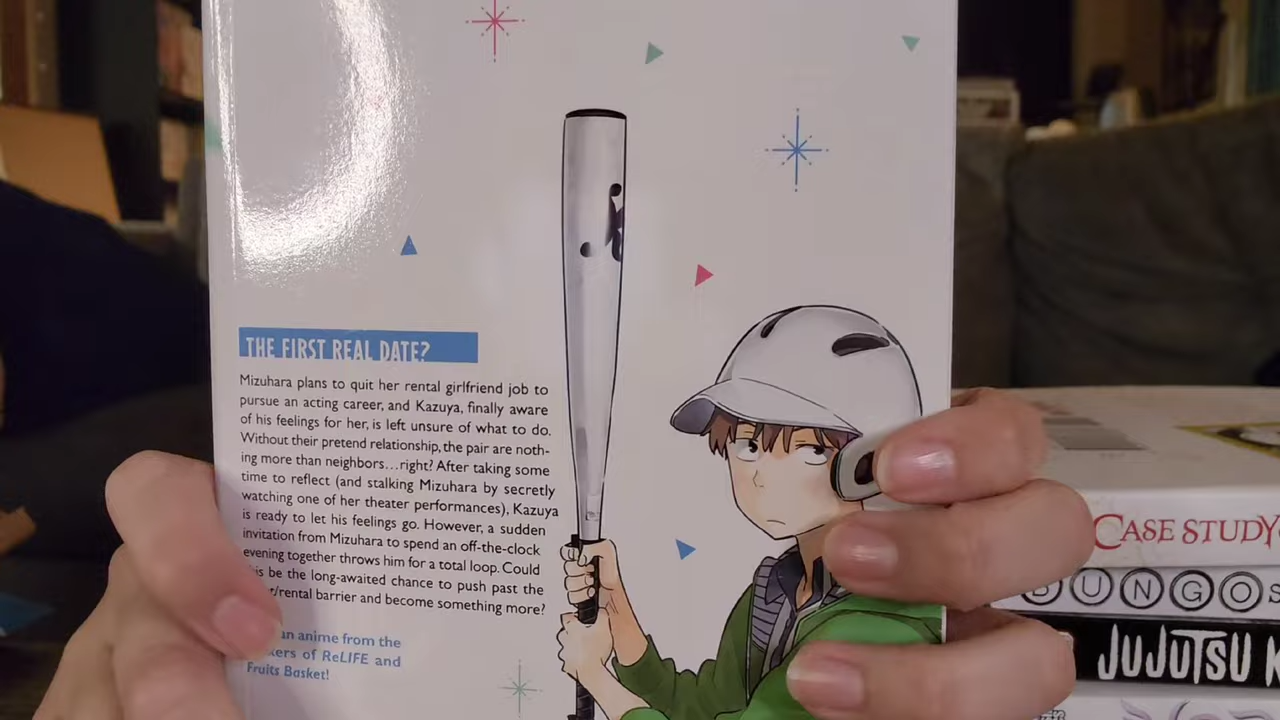 THE FIRST REAL DATE?
Mizuhara plans to quit her rental girlfriend job to
pursue an acting career, and Kazuya, finally aware
of his feelings for her, is left unsure of what to do.
Without their pretend relationship, the pair are noth-
ing more than neighbors...right? After taking some
time to reflect (and stalking Mizuhara by secretly
watching one of her theater performances), Kazuya
is ready to let his feelings go. However, a sudden
invitation from Mizuhara to spend an off-the-clock
evening together throws him for a total loop. Could
is be the long-awaited chance to push past the
/rental barrier and become something more?
an anime from the
kers of ReLIFE and
Fruits Basket!
CASE STUDY
BUNGOS
JUJUTSU K